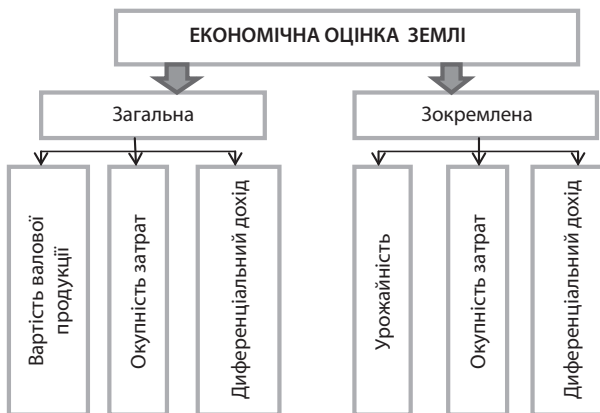 ЕКОНОМІЧНА ОЦІНКА ЗЕМЛІ
Загальна
Зокремлена
Вартість валової
продукції
Окупність затрат
Диференціальний дохід
Урожайність
Окупність затрат
Диференціальний дохід